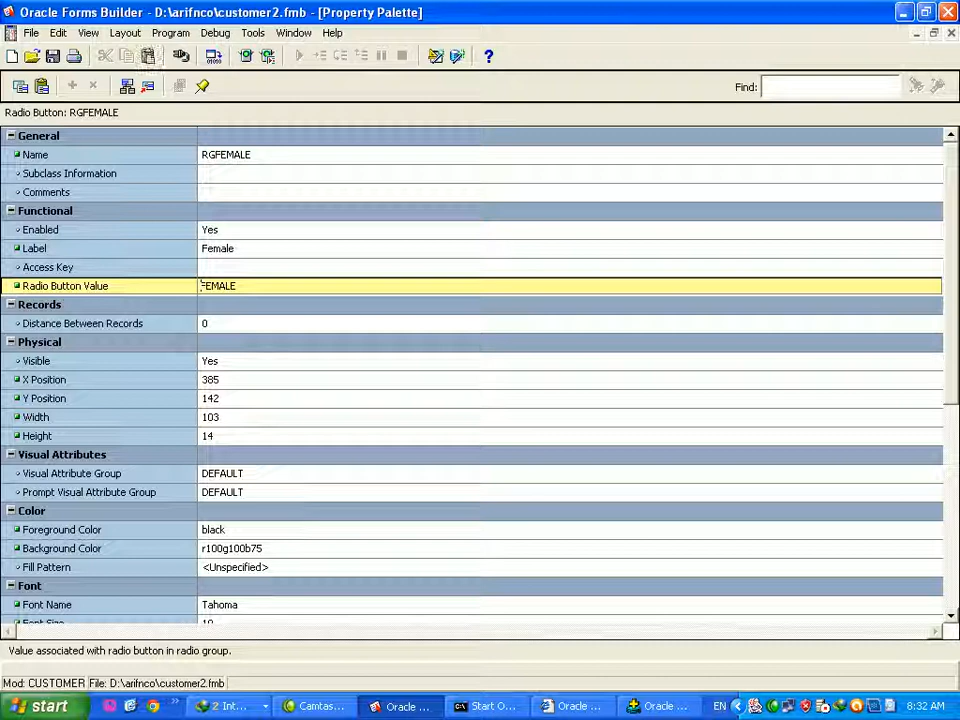 Oracle Forms Builder - D:\arifnco\customer2.fmb - [Property Palette]
File Edit View Layout Program Debug Tools Window Help
Find:
Radio Button: RGFEMALE
General
Name RGFEMALE
Subclass Information
Comments
Functional
Enabled Yes
Label Female
Access Key
Radio Button Value FEMALE
Records
Distance Between Records 0
Physical
Visible Yes
X Position 385
Y Position 142
Width 103
Height 14
Visual Attributes
Visual Attribute Group DEFAULT
Prompt Visual Attribute Group DEFAULT
Color
Foreground Color black
Background Color r100g100b75
Fill Pattern <Unspecified>
Font
Font Name Tahoma
Font Size 10
Value associated with radio button in radio group.
Mod: CUSTOMER File: D:\arifnco\customer2.fmb
start 2 Int... Camtas... Oracle ... Start O... Oracle ... Oracle ... EN 8:32 AM